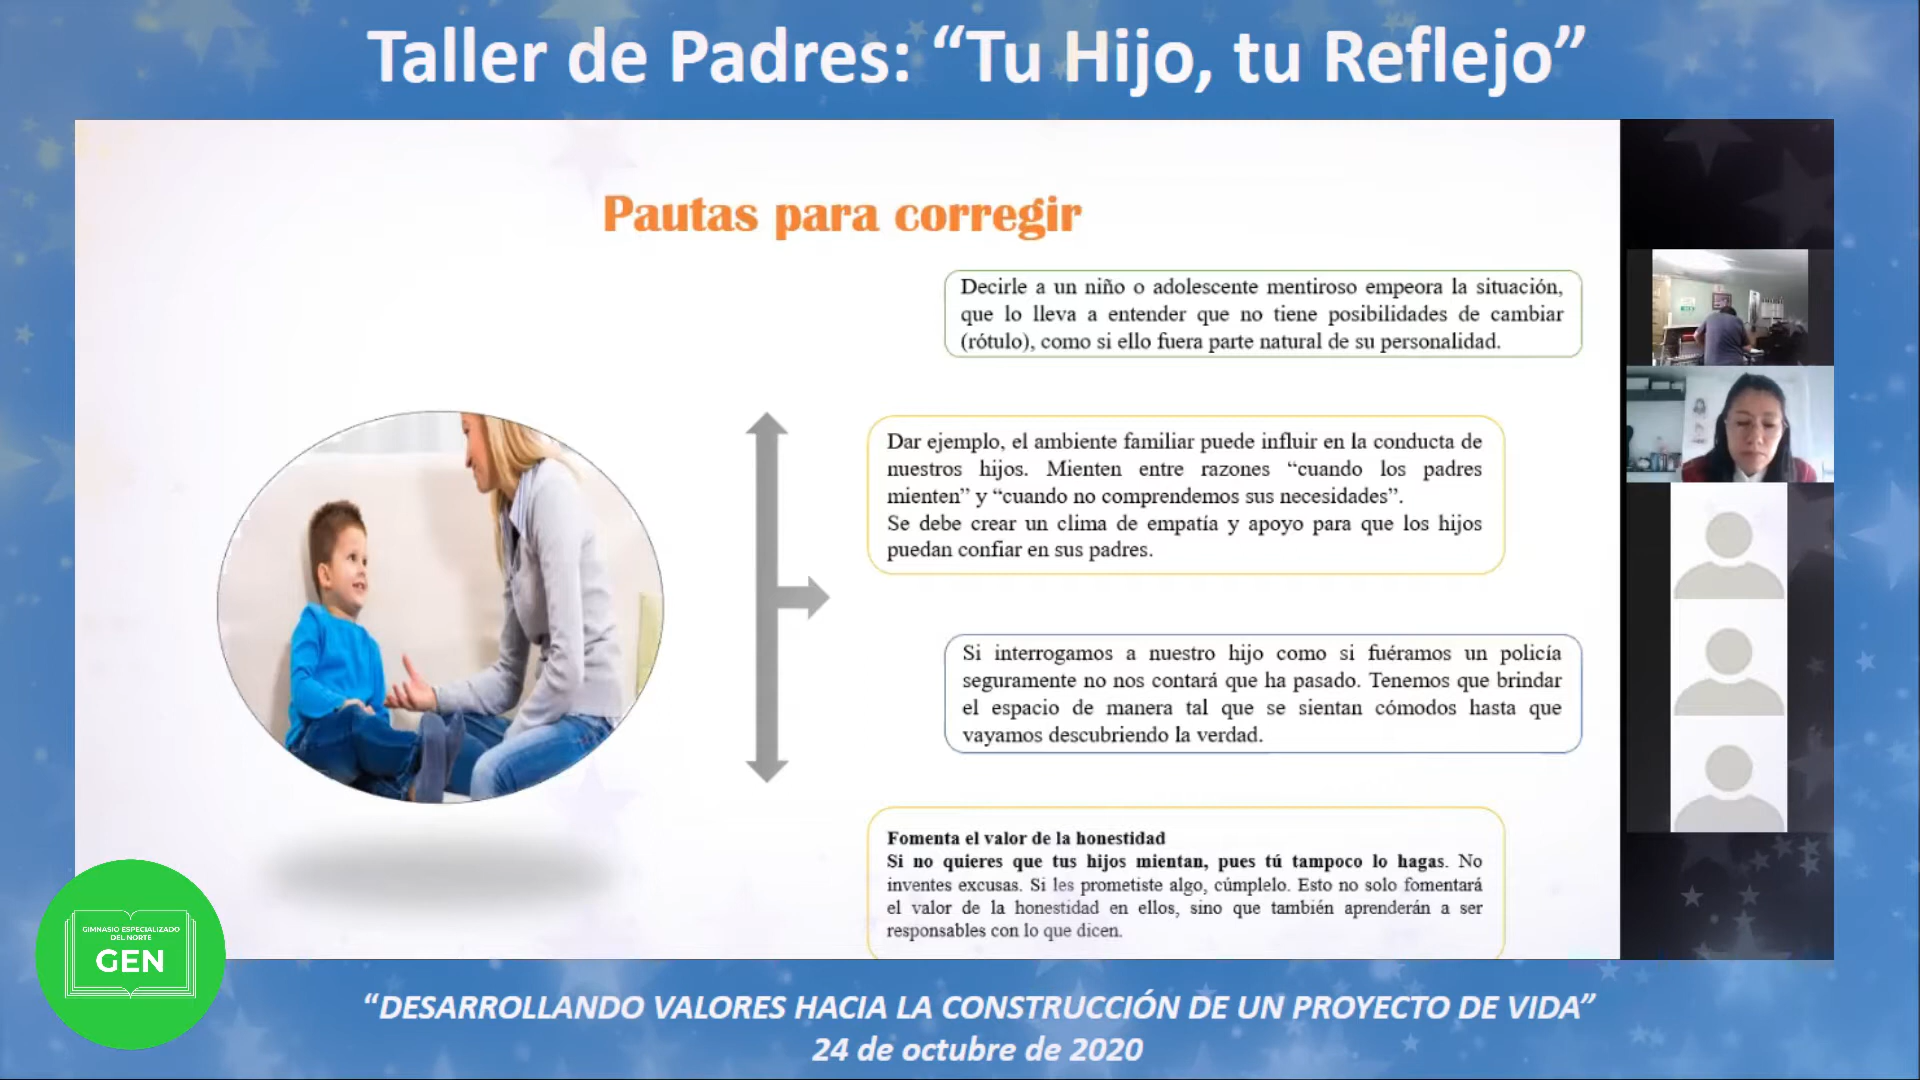 Taller de Padres: “Tu Hijo, tu Reflejo”
Pautas para corregir
Decirle a un niño o adolescente mentiroso empeora la situación,
que lo lleva a entender que no tiene posibilidades de cambiar
(rótulo), como si ello fuera parte natural de su personalidad.
Dar ejemplo, el ambiente familiar puede influir en la conducta de
nuestros hijos. Mienten entre razones “cuando los padres
mienten” y “cuando no comprendemos sus necesidades”.
Se debe crear un clima de empatía y apoyo para que los hijos
puedan confiar en sus padres.
Si interrogamos a nuestro hijo como si fuéramos un policía
seguramente no nos contará que ha pasado. Tenemos que brindar
el espacio de manera tal que se sientan cómodos hasta que
vayamos descubriendo la verdad.
Fomenta el valor de la honestidad
Si no quieres que tus hijos mientan, pues tú tampoco lo hagas. No
inventes excusas. Si les prometiste algo, cúmplelo. Esto no solo fomentará
el valor de la honestidad en ellos, sino que también aprenderán a ser
responsables con lo que dicen.
GIMNASIO ESPECIALIZADO
DEL NORTE
GEN
“DESARROLLANDO VALORES HACIA LA CONSTRUCCIÓN DE UN PROYECTO DE VIDA”
24 de octubre de 2020